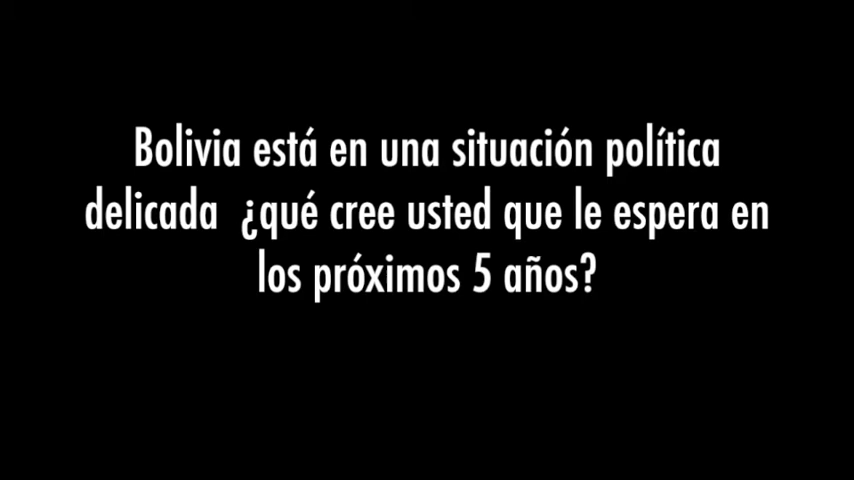 Bolivia está en una situación política
delicada ¿qué cree usted que le espera en
los próximos 5 años?